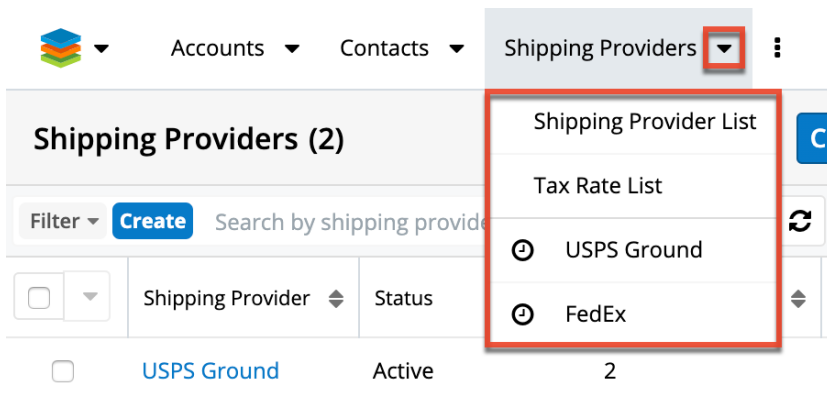 Accounts Contacts Shipping Providers
Shipping Provider List
Shipping Providers (2) C
Tax Rate List
Filter Create Search by shipping provide
USPS Ground
Shipping Provider Status
FedEx
USPS Ground Active 2